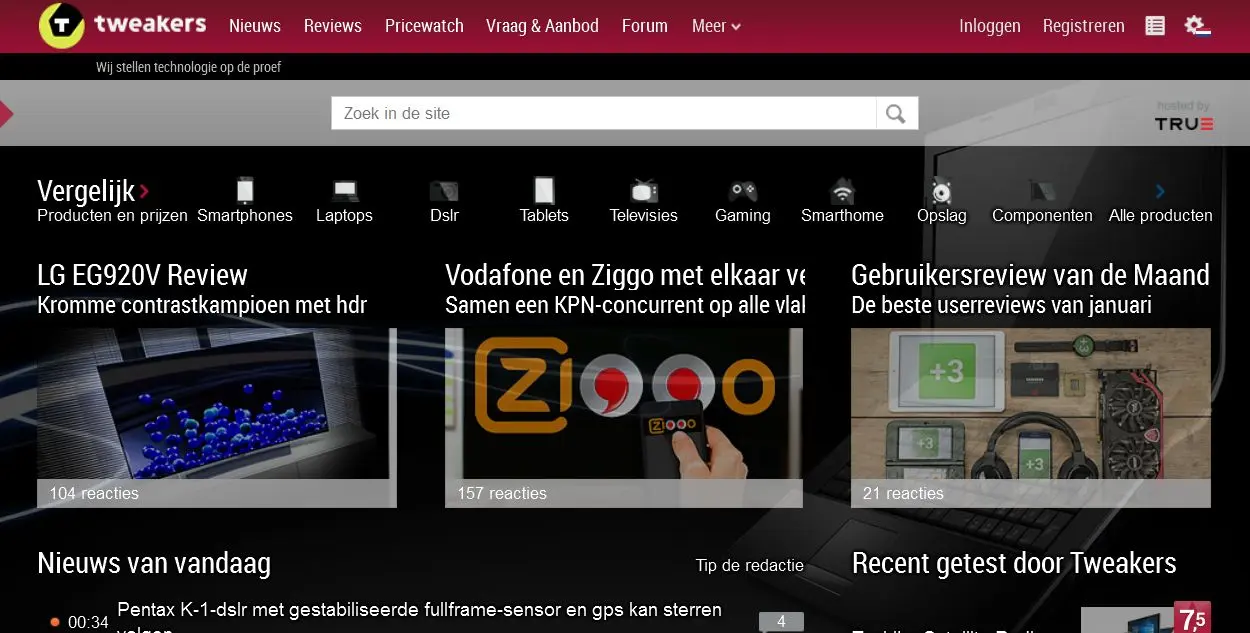 tweakers Nieuws Reviews Pricewatch Vraag & Aanbod Forum Meer Inloggen Registreren
Wij stellen technologie op de proef
Zoek in de site
hosted by
TRUE
Vergelijk
Producten en prijzen Smartphones Laptops Dslr Tablets Televisies Gaming Smarthome Opslag Componenten Alle producten
LG EG920V Review
Kromme contrastkampioen met hdr
Vodafone en Ziggo met elkaar ve
Samen een KPN-concurrent op alle vlak
Gebruikersreview van de Maand
De beste userreviews van januari
ZIGGO
ZIGGO
+3
+3
+3
+3
104 reacties
157 reacties
21 reacties
Nieuws van vandaag
Tip de redactie
Recent getest door Tweakers
00:34 Pentax K-1-dslr met gestabiliseerde fullframe-sensor en gps kan sterren
volgen
4
7,5